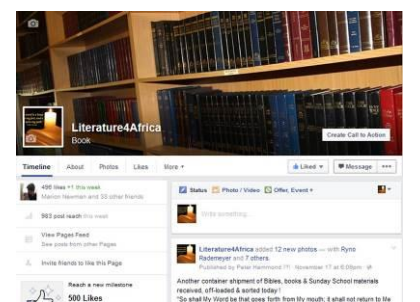 Literature4Africa
Book
Create Call to Action
Timeline
About
Photos
Likes
More
Liked
Message
496 likes +1 this week
Marion Newman and 33 other friends
563 post reach this week
View Pages Feed
See posts from other Pages
Invite friends to like this Page
Reach a new milestone
500 Likes
Status
Photo / Video
Offer, Event +
Write something...
Literature4Africa added 12 new photos — with Ryno
Rademeyer and 7 others.
Published by Peter Hammond [?] · November 17 at 6:09pm ·
Another container shipment of Bibles, books & Sunday School materials
received, off-loaded & sorted today!
"So shall My Word be that goes forth from My mouth; it shall not return to Me